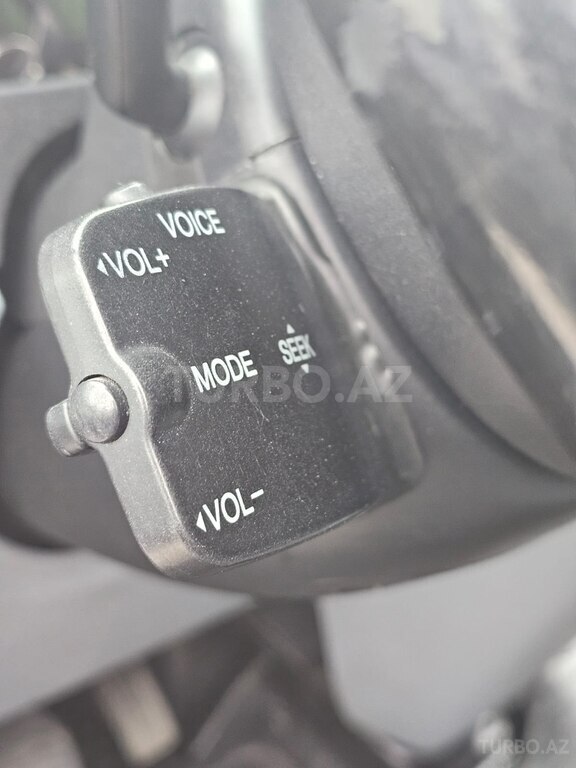 VOICE
◂VOL+
▴
MODE SEEK
▾
TURBO.AZ
◂VOL-
TURBO.AZ